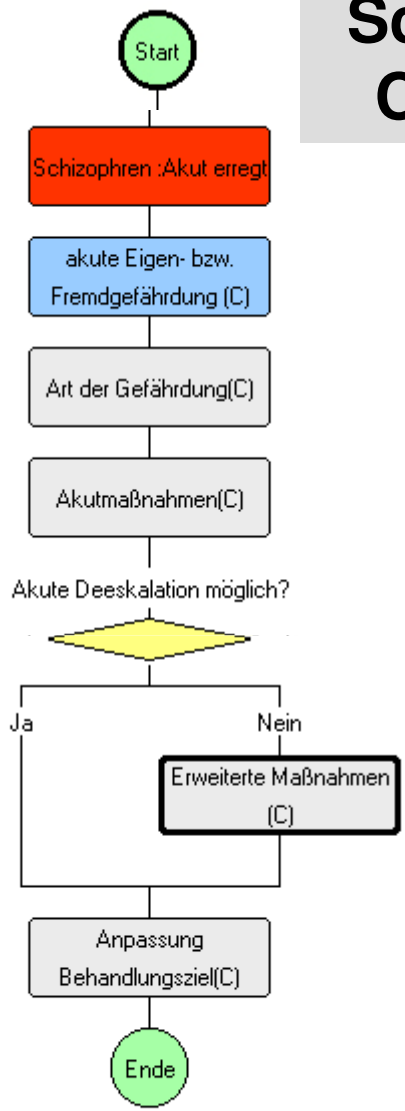 Start
Schizophren :Akut erregt
akute Eigen- bzw.
Fremdgefährdung (C)
Art der Gefährdung(C)
Akutmaßnahmen(C)
Akute Deeskalation möglich?
Ja
Nein
Erweiterte Maßnahmen
(C)
Anpassung
Behandlungsziel(C)
Ende